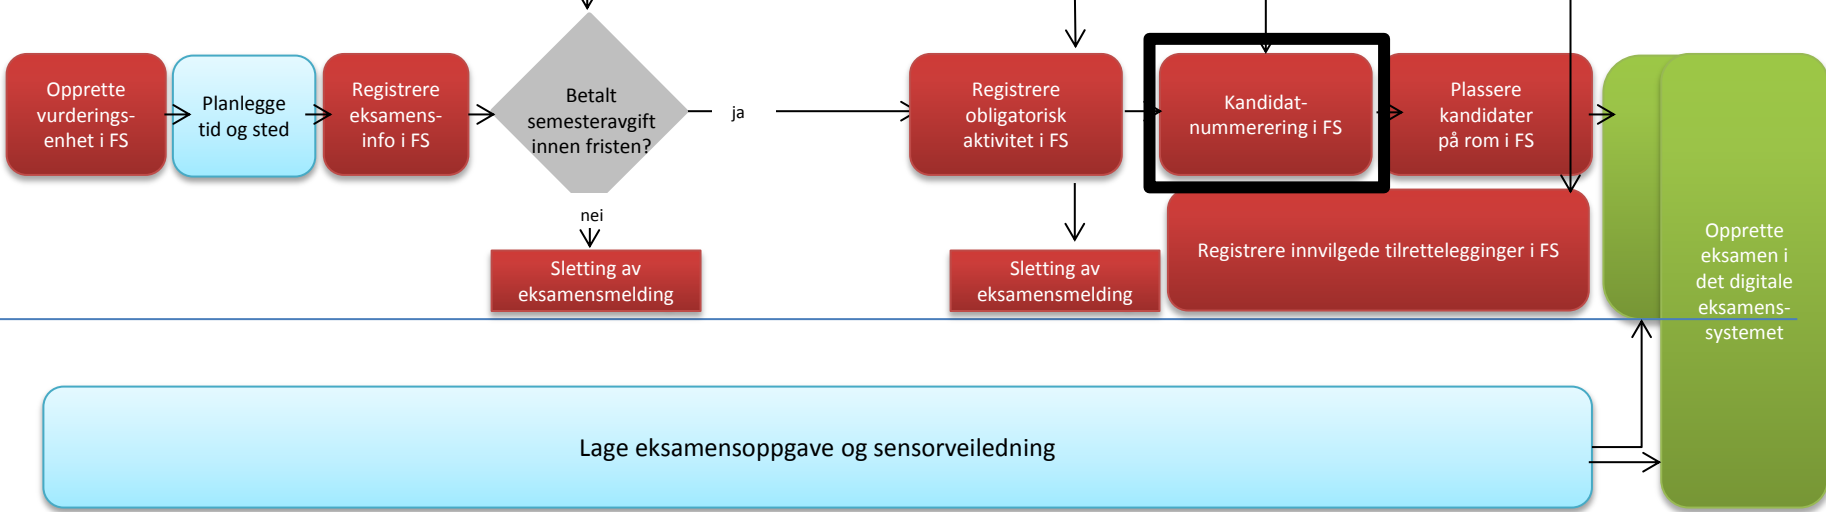 Opprette
vurderings-
enhet i FS
Planlegge
tid og sted
Registrere
eksamens-
info i FS
Betalt
semesteravgift
innen fristen?
ja
nei
Sletting av
eksamensmelding
Registrere
obligatorisk
aktivitet i FS
Sletting av
eksamensmelding
Kandidat-
nummerering i FS
Plassere
kandidater
på rom i FS
Registrere innvilgede tilrettelegginger i FS
Opprette
eksamen i
det digitale
eksamens-
systemet
Lage eksamensoppgave og sensorveiledning